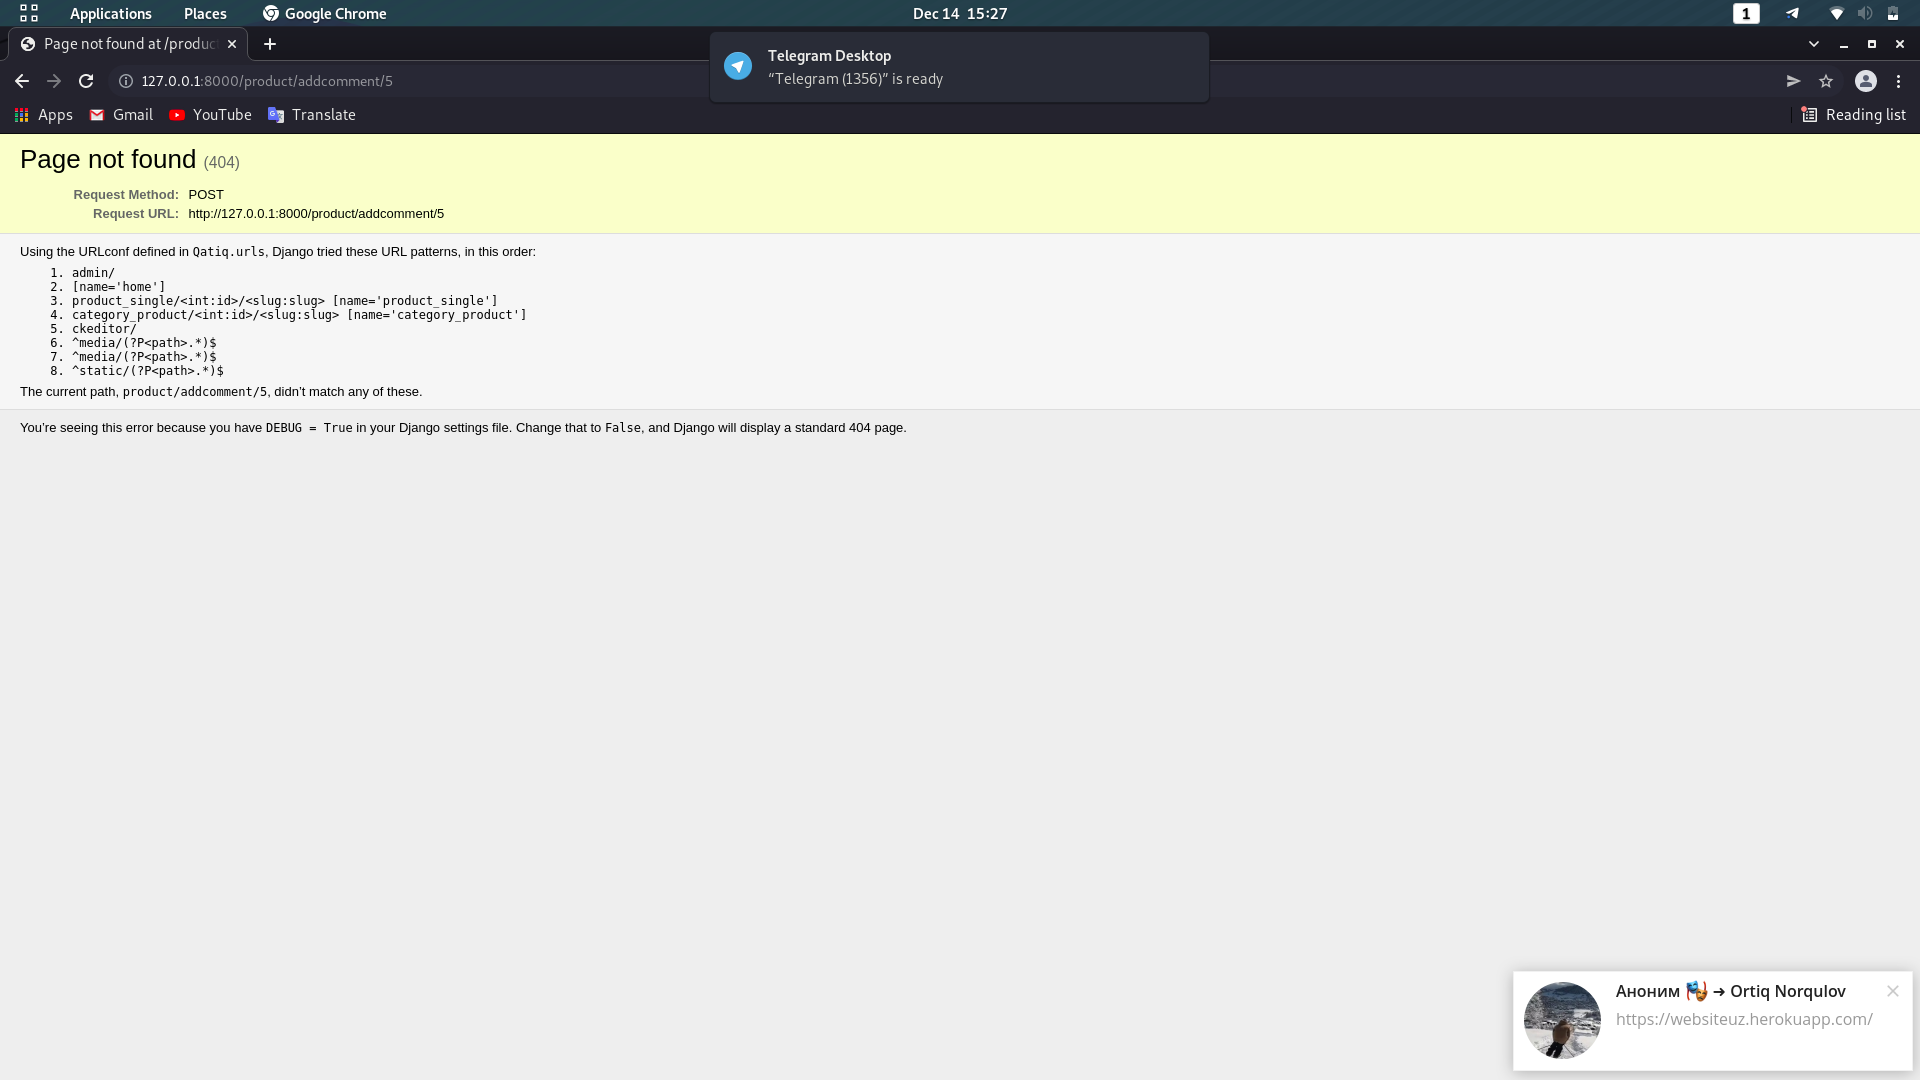 Applications Places Google Chrome Dec 14 15:27 1
Page not found at /produc
Telegram Desktop
“Telegram (1356)” is ready
127.0.0.1:8000/product/addcomment/5
Apps Gmail YouTube Translate Reading list
Page not found (404)
Request Method: POST
Request URL: http://127.0.0.1:8000/product/addcomment/5
Using the URLconf defined in Qatiq.urls, Django tried these URL patterns, in this order:
1. admin/
2. [name='home']
3. product_single/<int:id>/<slug:slug> [name='product_single']
4. category_product/<int:id>/<slug:slug> [name='category_product']
5. ckeditor/
6. ^media/(?P<path>.*)$
7. ^media/(?P<path>.*)$
8. ^static/(?P<path>.*)$
The current path, product/addcomment/5, didn’t match any of these.
You’re seeing this error because you have DEBUG = True in your Django settings file. Change that to False, and Django will display a standard 404 page.
Аноним 🎭 ➜ Ortiq Norqulov
https://websiteuz.herokuapp.com/